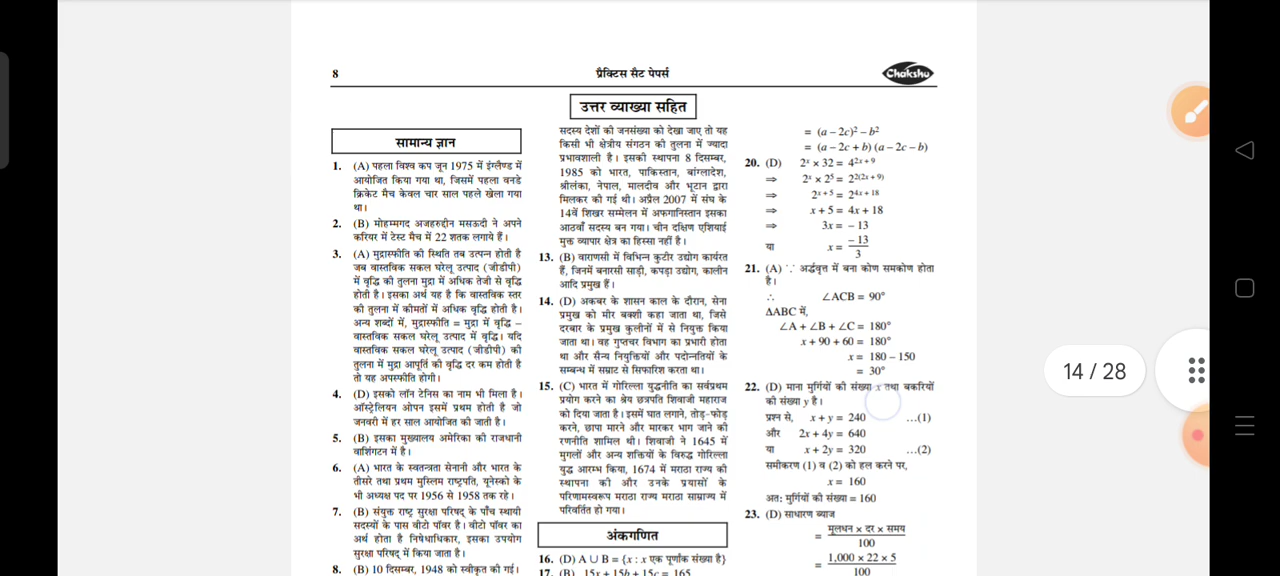 8
प्रैक्टिस सैट पेपर्स
Chakshu
उत्तर व्याख्या सहित
सामान्य ज्ञान
1. (A) पहला विश्व कप जून 1975 में इंग्लैण्ड में
आयोजित किया गया था, जिसमें पहला वनडे
क्रिकेट मैच केवल चार साल पहले खेला गया
था।
2. (B) मोहम्मगद अजहरुद्दीन मसऊदी ने अपने
करियर में टेस्ट मैच में 22 शतक लगाये हैं।
3. (A) मुद्रास्फीति की स्थिति तब उत्पन्न होती है
जब वास्तविक सकल घरेलू उत्पाद (जीडीपी)
में वृद्धि की तुलना मुद्रा में अधिक तेजी से वृद्धि
होती है। इसका अर्थ यह है कि वास्तविक स्तर
की तुलना में कीमतों में अधिक वृद्धि होती है।
अन्य शब्दों में, मुद्रास्फीति = मुद्रा में वृद्धि –
वास्तविक सकल घरेलू उत्पाद में वृद्धि। यदि
वास्तविक सकल घरेलू उत्पाद (जीडीपी) की
तुलना में मुद्रा आपूर्ति की वृद्धि दर कम होती है
तो यह अपस्फीति होगी।
4. (D) इसको लॉन टेनिस का नाम भी मिला है।
ऑस्ट्रेलियन ओपन इसमें प्रथम होती है जो
जनवरी में हर साल आयोजित की जाती है।
5. (B) इसका मुख्यालय अमेरिका की राजधानी
वाशिंगटन में है।
6. (A) भारत के स्वतन्त्रता सेनानी और भारत के
तीसरे तथा प्रथम मुस्लिम राष्ट्रपति, यूनेस्को के
भी अध्यक्ष पद पर 1956 से 1958 तक रहे।
7. (B) संयुक्त राष्ट्र सुरक्षा परिषद् के पाँच स्थायी
सदस्यों के पास वीटो पॉवर है। वीटो पॉवर का
अर्थ होता है निषेधाधिकार, इसका उपयोग
सुरक्षा परिषद् में किया जाता है।
8. (B) 10 दिसम्बर, 1948 को स्वीकृत की गई।
सदस्य देशों की जनसंख्या को देखा जाए तो यह
किसी भी क्षेत्रीय संगठन की तुलना में ज्यादा
प्रभावशाली है। इसकी स्थापना 8 दिसम्बर,
1985 को भारत, पाकिस्तान, बांग्लादेश,
श्रीलंका, नेपाल, मालदीव और भूटान द्वारा
मिलकर की गई थी। अप्रैल 2007 में संघ के
14वें शिखर सम्मेलन में अफगानिस्तान इसका
आठवाँ सदस्य बन गया। चीन दक्षिण एशियाई
मुक्त व्यापार क्षेत्र का हिस्सा नहीं है।
13. (B) वाराणसी में विभिन्न कुटीर उद्योग कार्यरत
हैं, जिनमें बनारसी साड़ी, कपड़ा उद्योग, कालीन
आदि प्रमुख हैं।
14. (D) अकबर के शासन काल के दौरान, सेना
प्रमुख को मीर बक्शी कहा जाता था, जिसे
दरबार के प्रमुख कुलीनों में से नियुक्त किया
जाता था। वह गुप्तचर विभाग का प्रभारी होता
था और सैन्य नियुक्तियों और पदोन्नतियों के
सम्बन्ध में सम्राट से सिफारिश करता था।
15. (C) भारत में गोरिल्ला युद्धनीति का सर्वप्रथम
प्रयोग करने का श्रेय छत्रपति शिवाजी महाराज
को दिया जाता है। इसमें घात लगाने, तोड़-फोड़
करने, छापा मारने और मारकर भाग जाने की
रणनीति शामिल थी। शिवाजी ने 1645 में
मुगलों और अन्य शक्तियों के विरुद्ध गोरिल्ला
युद्ध आरम्भ किया, 1674 में मराठा राज्य की
स्थापना की और उनके प्रयासों के
परिणामस्वरूप मराठा राज्य मराठा साम्राज्य में
परिवर्तित हो गया।
अंकगणित
16. (D) A ∪ B = {x : x एक पूर्णांक संख्या है}
17. (B) 15x + 15b + 15c = 165
= (a – 2c)² – b²
= (a – 2c + b) (a – 2c – b)
20. (D) 2ˣ × 32 = 4²ˣ⁺⁹
⇒ 2ˣ × 2⁵ = 2²⁽²ˣ⁺⁹⁾
⇒ 2ˣ⁺⁵ = 2⁴ˣ⁺¹⁸
⇒ x + 5 = 4x + 18
⇒ 3x = – 13
या x = –13/3
21. (A) ∵ अर्द्धवृत्त में बना कोण समकोण होता
है।
∴ ∠ACB = 90°
ΔABC में,
∠A + ∠B + ∠C = 180°
x + 90 + 60 = 180°
x = 180 – 150
= 30°
22. (D) माना मुर्गियों की संख्या x तथा बकरियों
की संख्या y है।
प्रश्न से, x + y = 240 ...(1)
और 2x + 4y = 640
या x + 2y = 320 ...(2)
समीकरण (1) व (2) को हल करने पर,
x = 160
अतः मुर्गियों की संख्या = 160
23. (D) साधारण ब्याज
= मूलधन × दर × समय / 100
= 1,000 × 22 × 5 / 100
14 / 28